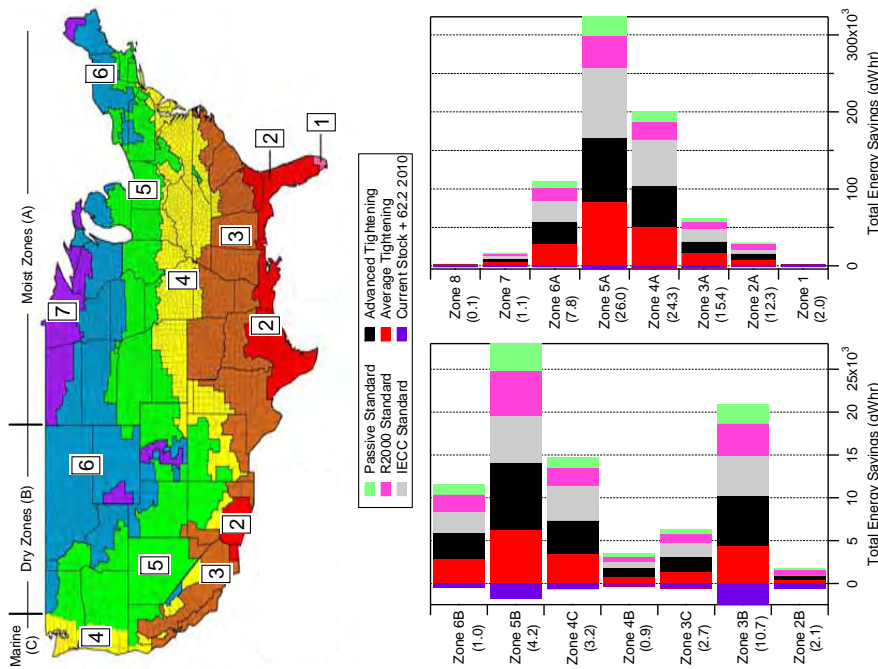 Marine
(C)
Dry Zones (B)
Moist Zones (A)
4
5
3
2
6
7
4
2
3
5
6
2
1
Passive Standard
R2000 Standard
IECC Standard
Advanced Tightening
Average Tightening
Current Stock + 62.2 2010
Zone 6B
(1.0)
Zone 5B
(4.2)
Zone 4C
(3.2)
Zone 4B
(0.9)
Zone 3C
(2.7)
Zone 3B
(10.7)
Zone 2B
(2.1)
0
5
10
15
20
25x10³
Total Energy Savings (gWhr)
Zone 8
(0.1)
Zone 7
(1.1)
Zone 6A
(7.8)
Zone 5A
(26.0)
Zone 4A
(24.3)
Zone 3A
(15.4)
Zone 2A
(12.3)
Zone 1
(2.0)
0
100
200
300x10³
Total Energy Savings (gWhr)